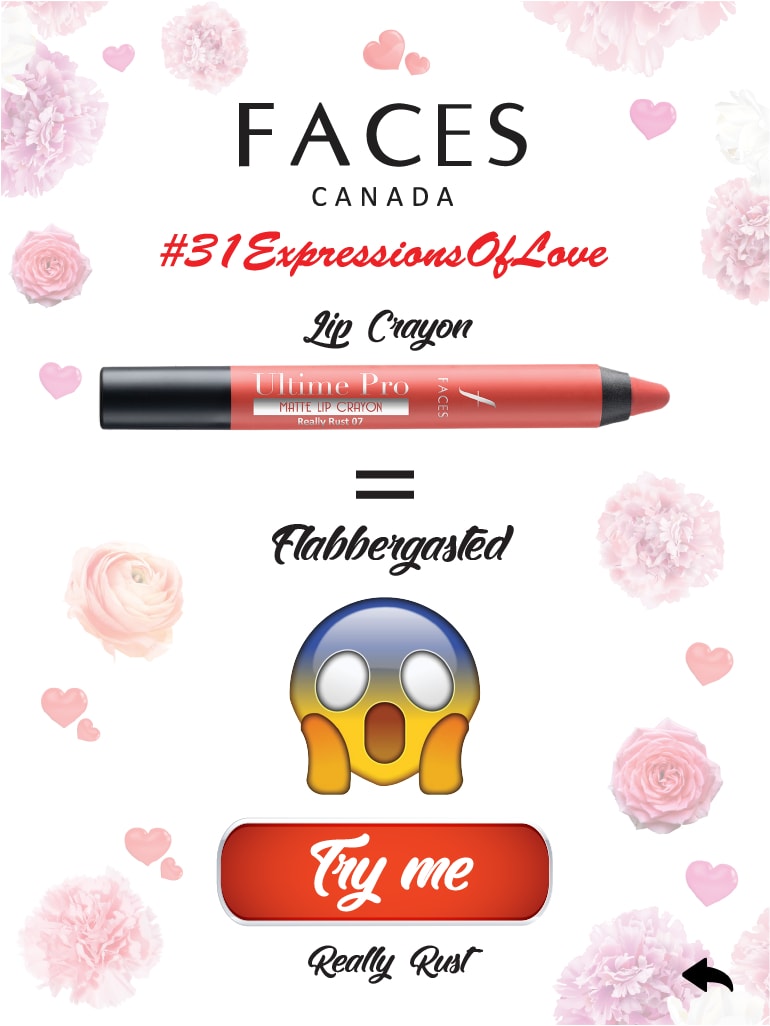 FACES
CANADA
#31ExpressionsOfLove
Lip Crayon
Ultime Pro
MATTE LIP CRAYON
Really Rust 07
FACES
=
Flabbergasted
Try me
Really Rust